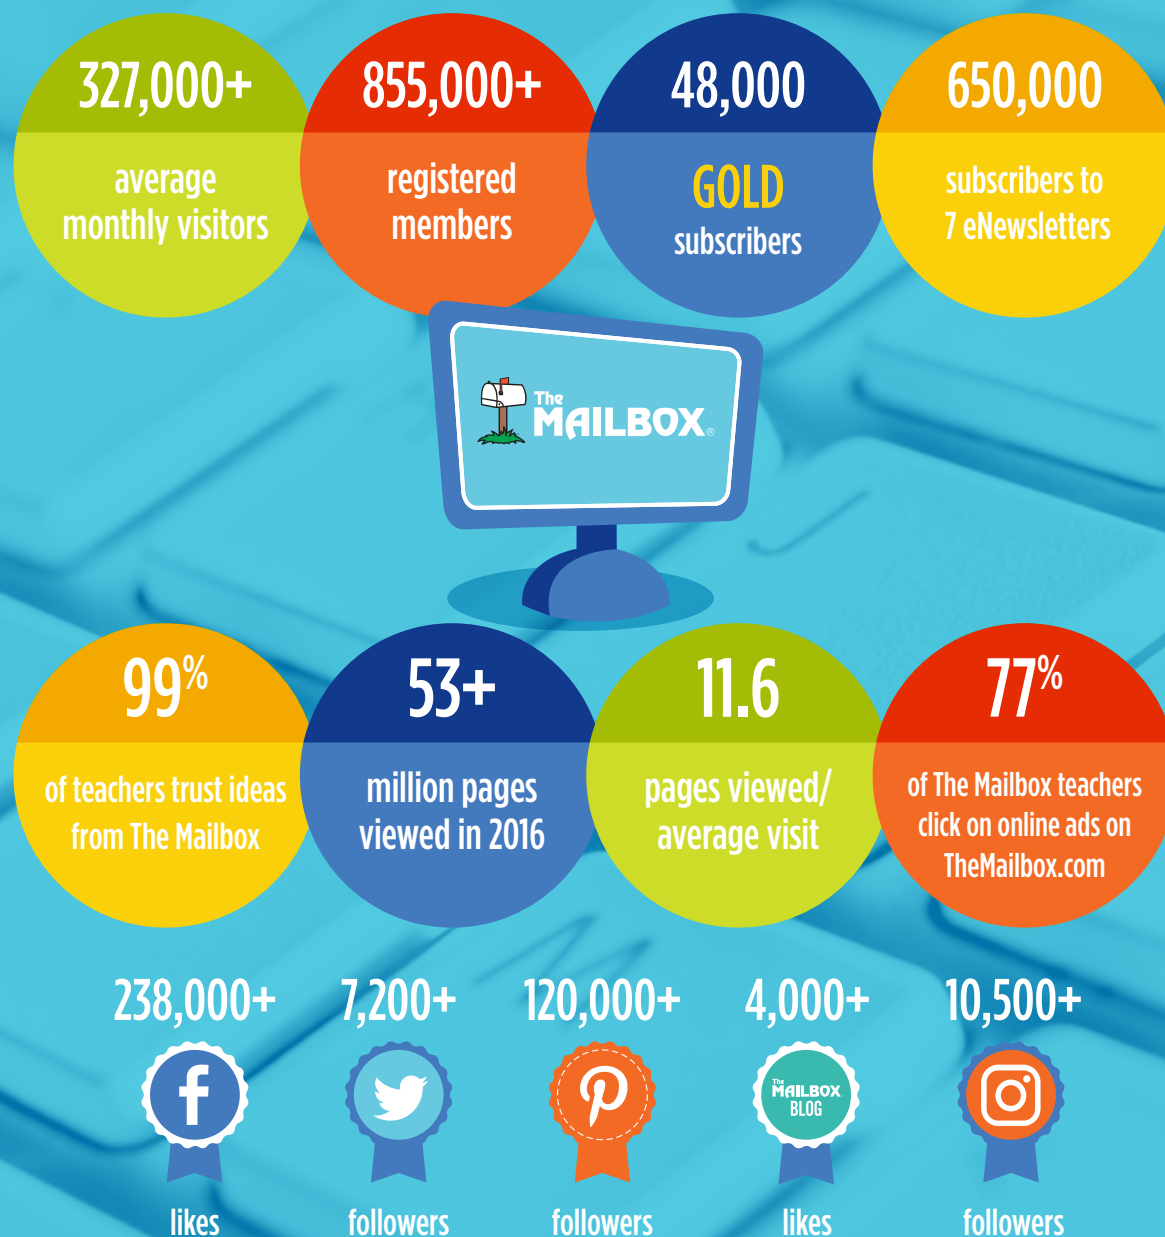 327,000+
average
monthly visitors
855,000+
registered
members
48,000
GOLD
subscribers
650,000
subscribers to
7 eNewsletters
The
MAILBOX®
99%
of teachers trust ideas
from The Mailbox
53+
million pages
viewed in 2016
11.6
pages viewed/
average visit
77%
of The Mailbox teachers
click on online ads on
TheMailbox.com
238,000+
f
likes
7,200+
followers
120,000+
followers
4,000+
The
MAILBOX
BLOG
likes
10,500+
followers